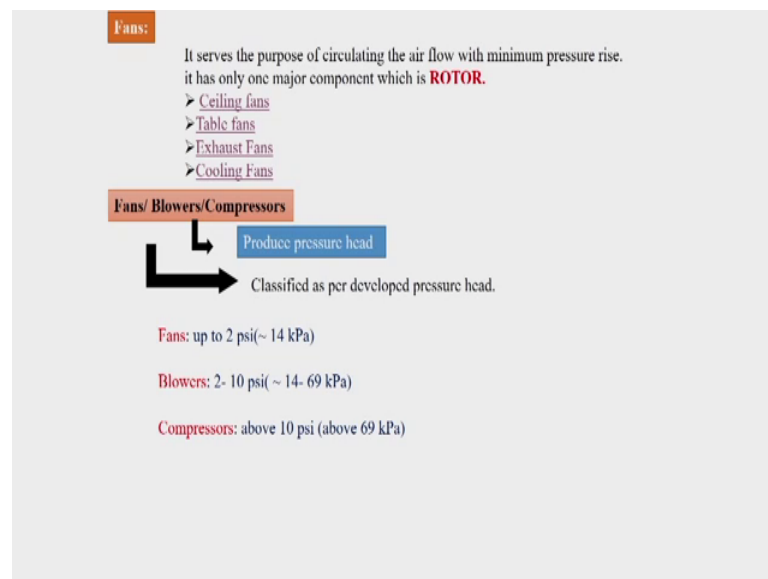 Fans:
It serves the purpose of circulating the air flow with minimum pressure rise.
it has only one major component which is ROTOR.
➢ Ceiling fans
➢Table fans
➢Exhaust Fans
➢Cooling Fans
Fans/ Blowers/Compressors
Produce pressure head
Classified as per developed pressure head.
Fans: up to 2 psi(~ 14 kPa)
Blowers: 2- 10 psi( ~ 14- 69 kPa)
Compressors: above 10 psi (above 69 kPa)